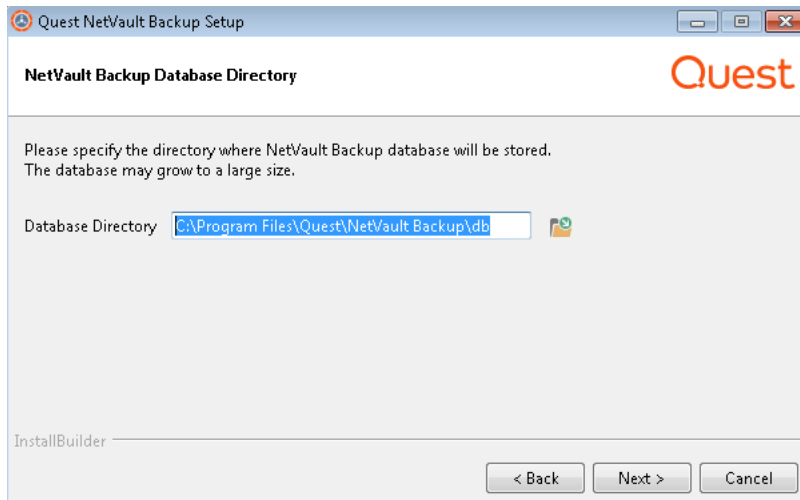 Quest NetVault Backup Setup
NetVault Backup Database Directory
Quest
Please specify the directory where NetVault Backup database will be stored.
The database may grow to a large size.
Database Directory C:\Program Files\Quest\NetVault Backup\db
InstallBuilder
< Back Next > Cancel